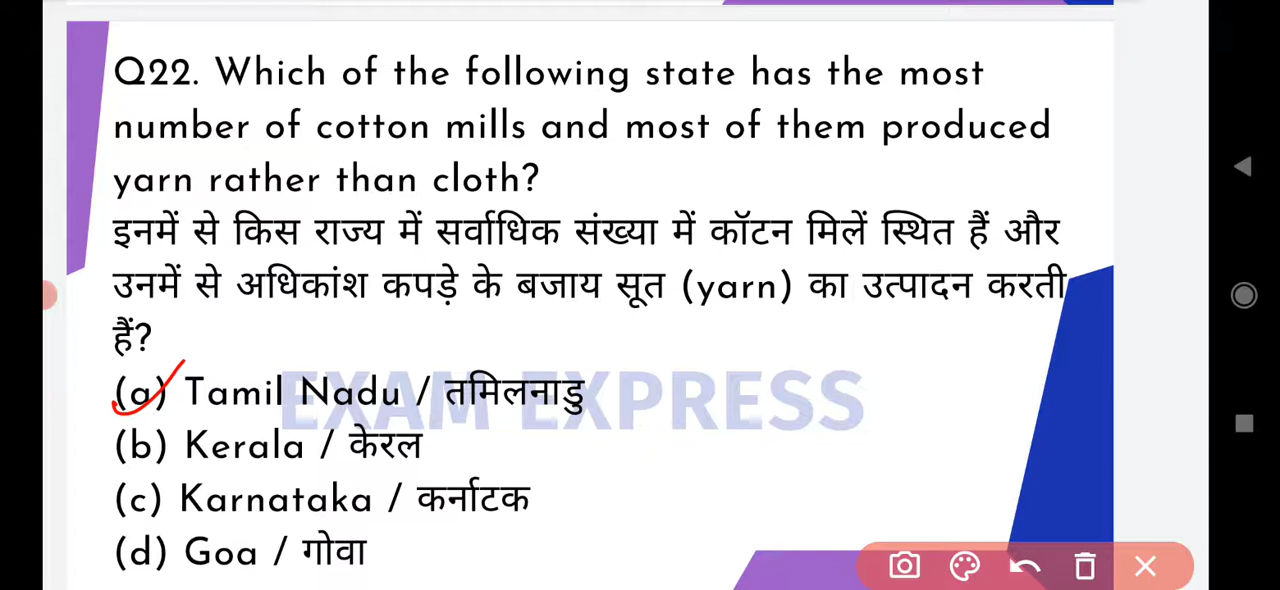 Q22. Which of the following state has the most
number of cotton mills and most of them produced
yarn rather than cloth?
इनमें से किस राज्य में सर्वाधिक संख्या में कॉटन मिलें स्थित हैं और
उनमें से अधिकांश कपड़े के बजाय सूत (yarn) का उत्पादन करती
हैं?
(a) Tamil Nadu / तमिलनाडु
(b) Kerala / केरल
(c) Karnataka / कर्नाटक
(d) Goa / गोवा
EXAM EXPRESS